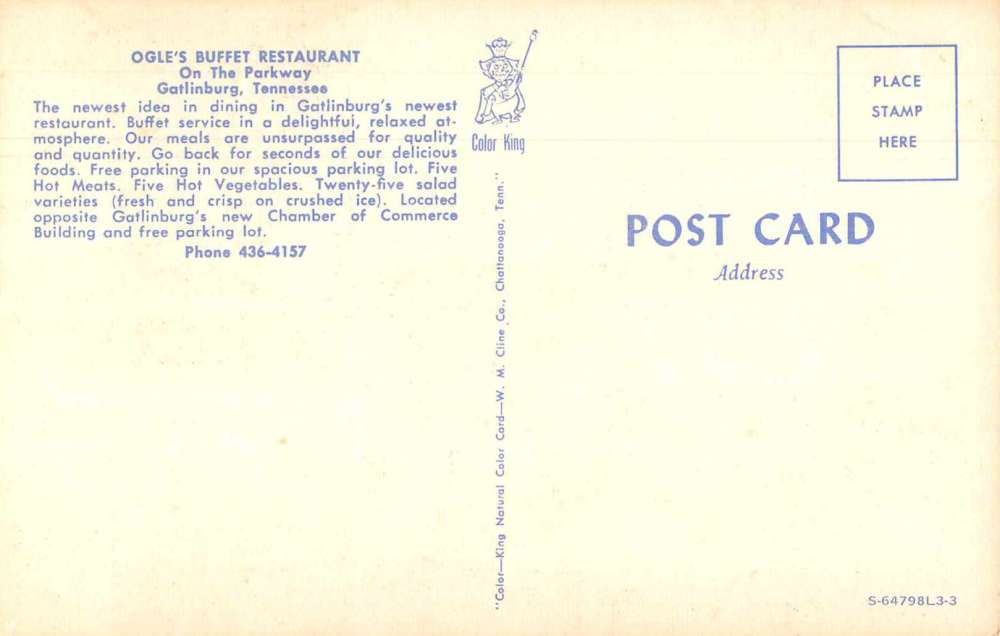 OGLE'S BUFFET RESTAURANT
On The Parkway
Gatlinburg, Tennessee
The newest idea in dining in Gatlinburg's newest
restaurant. Buffet service in a delightful, relaxed at-
mosphere. Our meals are unsurpassed for quality
and quantity. Go back for seconds of our delicious
foods. Free parking in our spacious parking lot. Five
Hot Meats. Five Hot Vegetables. Twenty-five salad
varieties (fresh and crisp on crushed ice). Located
opposite Gatlinburg's new Chamber of Commerce
Building and free parking lot.
Phone 436-4157
Color King
"Color—King Natural Color Card—W. M. Cline Co., Chattanooga, Tenn."
PLACE
STAMP
HERE
POST CARD
Address
S-64798L3-3